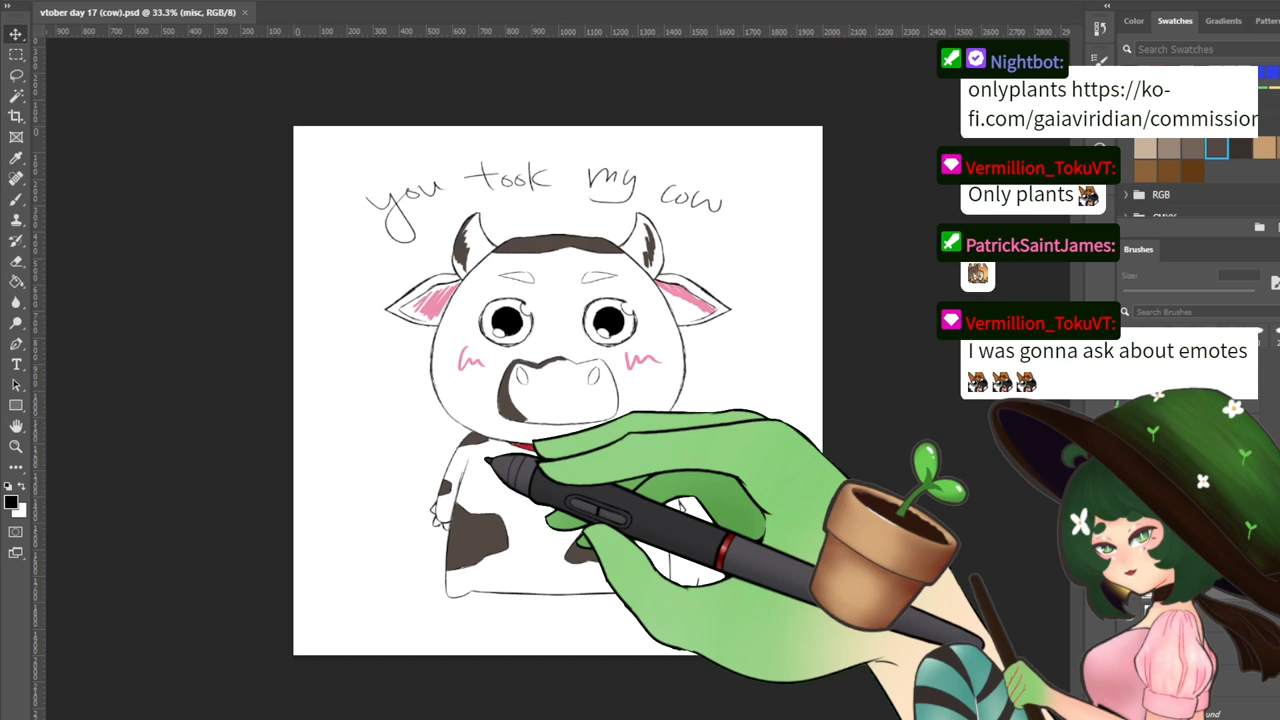 vtober day 17 (cow).psd @ 33.3% (misc, RGB/8)
Color Swatches Gradients
Search Swatches
Nightbot:
onlyplants https://ko-
fi.com/gaiaviridian/commission
Vermillion_TokuVT:
Only plants
RGB
PatrickSaintJames:
Brushes
Size:
Search Brushes
Vermillion_TokuVT:
I was gonna ask about emotes
you took my cow